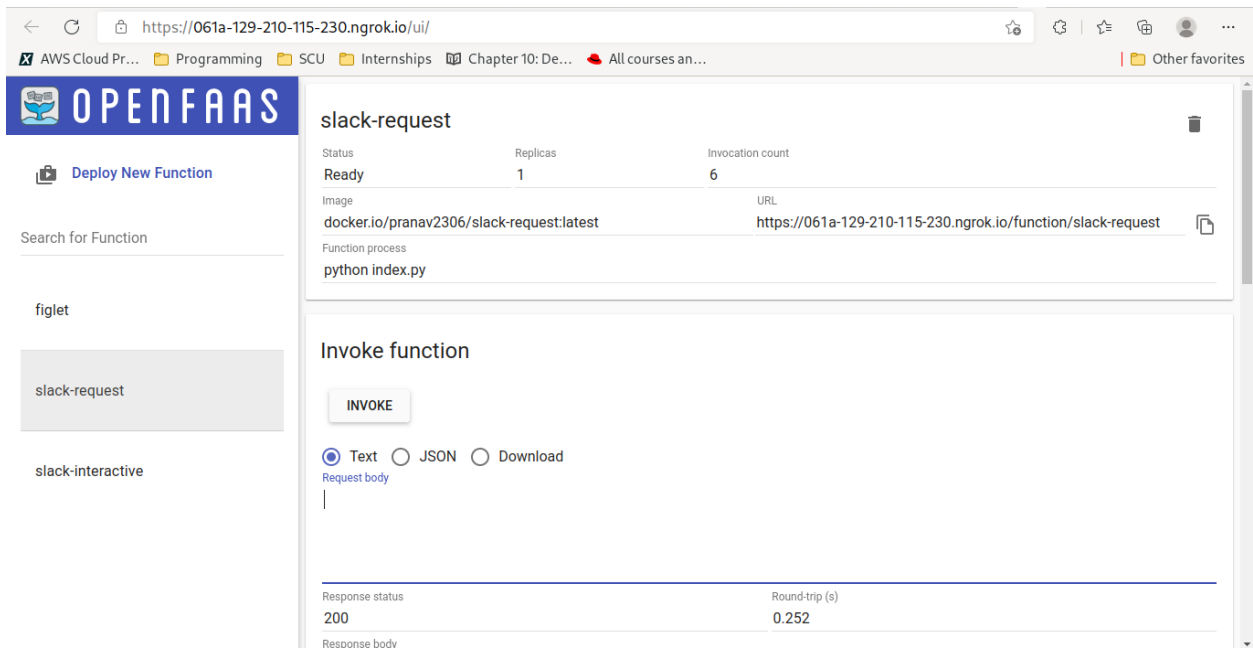 https://061a-129-210-115-230.ngrok.io/ui/
AWS Cloud Pr... Programming SCU Internships Chapter 10: De... All courses an... Other favorites
OPENFAAS
Deploy New Function
Search for Function
figlet
slack-request
slack-interactive
slack-request
Status Replicas Invocation count
Ready 1 6
Image URL
docker.io/pranav2306/slack-request:latest https://061a-129-210-115-230.ngrok.io/function/slack-request
Function process
python index.py
Invoke function
INVOKE
Text JSON Download
Request body
Response status Round-trip (s)
200 0.252
Response body